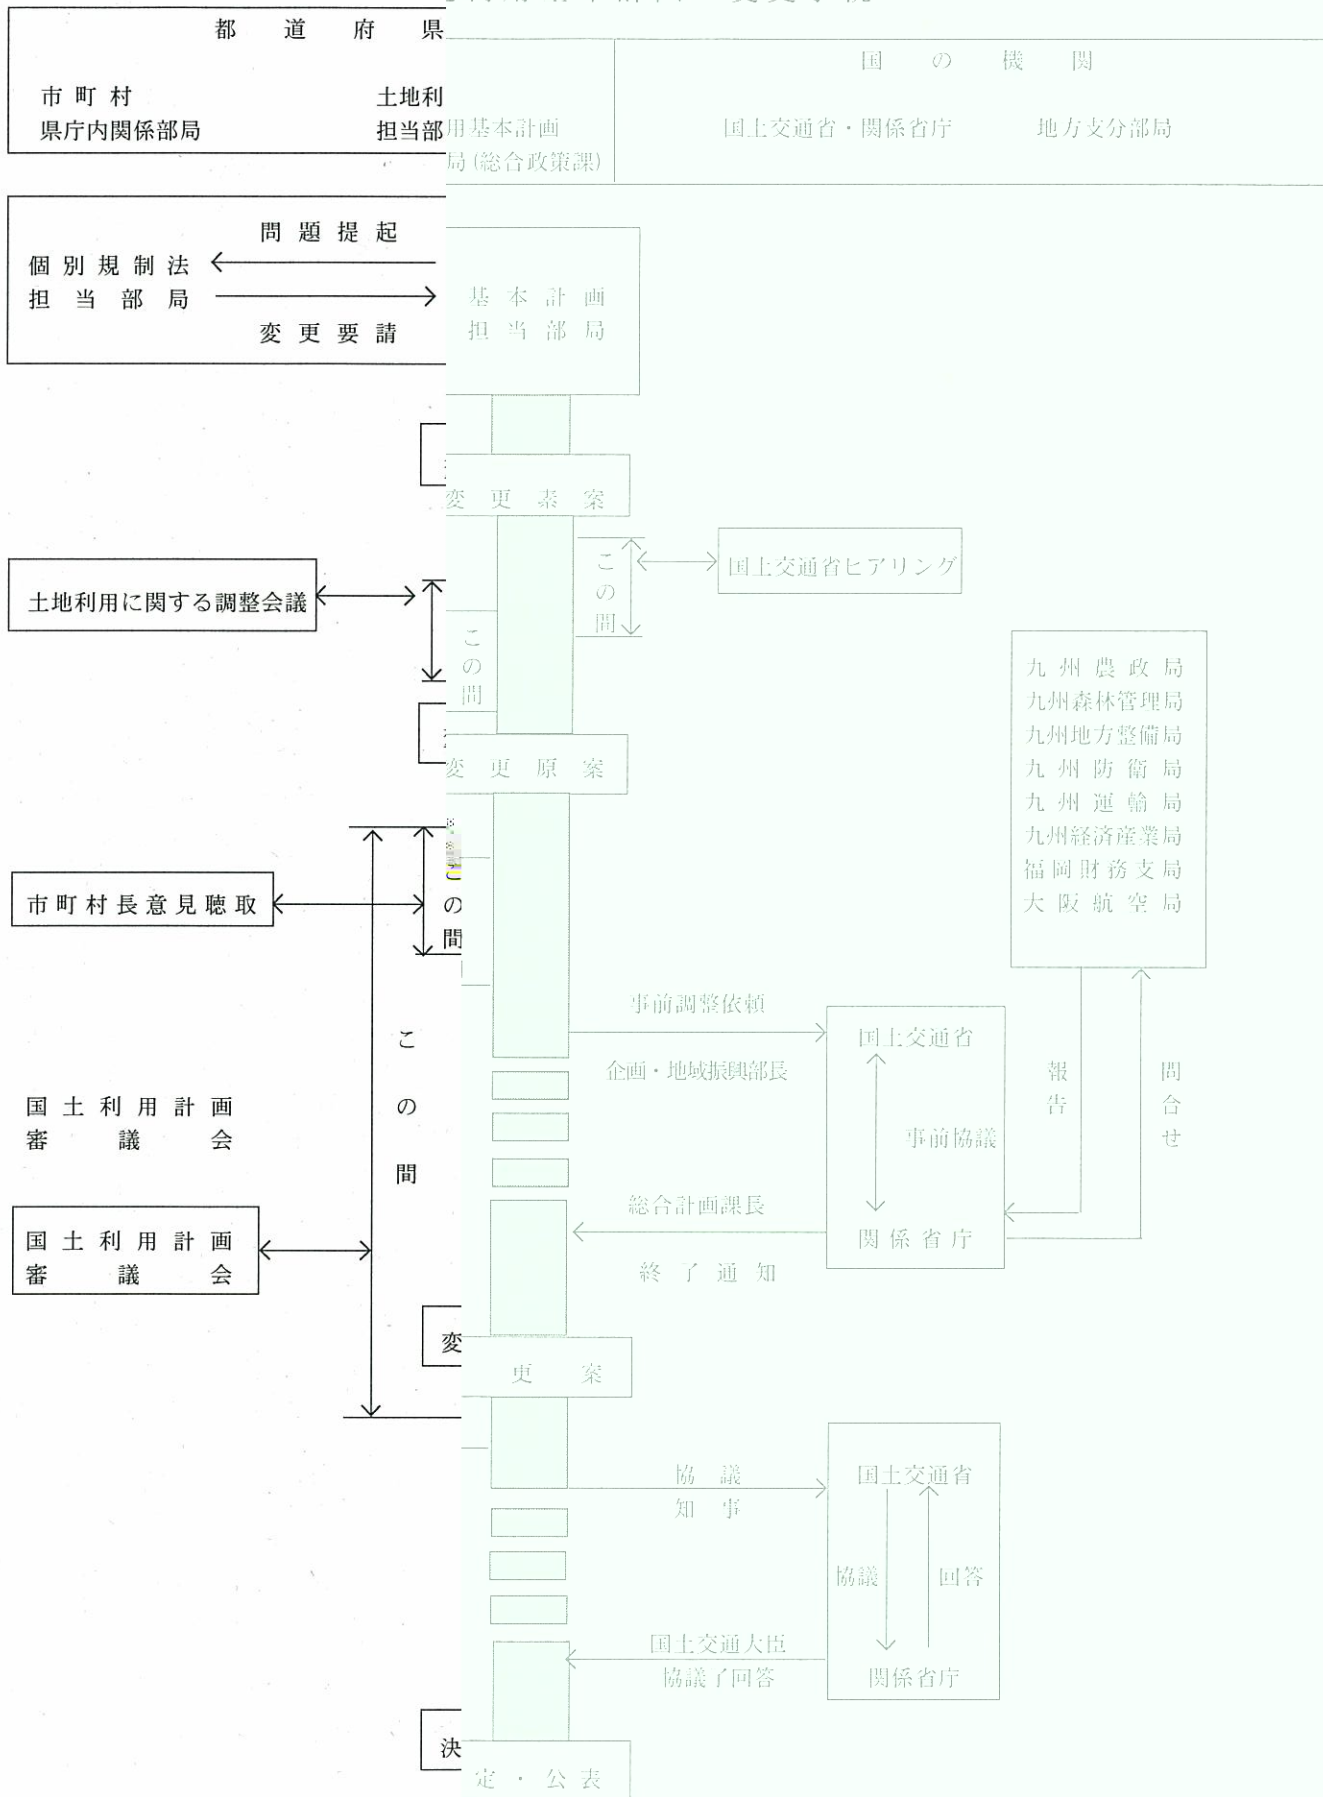 都道府県
国の機関
市町村
県庁内関係部局
土地利用基本計画
担当部局(総合政策課)
国土交通省・関係省庁
地方支分部局
問題提起
個別規制法
担当部局
変更要請
基本計画
担当部局
変更素案
この間
国土交通省ヒアリング
土地利用に関する調整会議
この間
九州農政局
九州森林管理局
九州地方整備局
九州防衛局
九州運輸局
九州経済産業局
福岡財務支局
大阪航空局
変更原案
市町村長意見聴取
この間
この間
事前調整依頼
企画・地域振興部長
国土交通省
事前協議
関係省庁
報告
問合せ
国土利用計画
審議会
総合計画課長
終了通知
国土利用計画
審議会
変更案
協議
知事
国土交通省
協議
回答
関係省庁
国土交通大臣
協議了回答
決定・公表